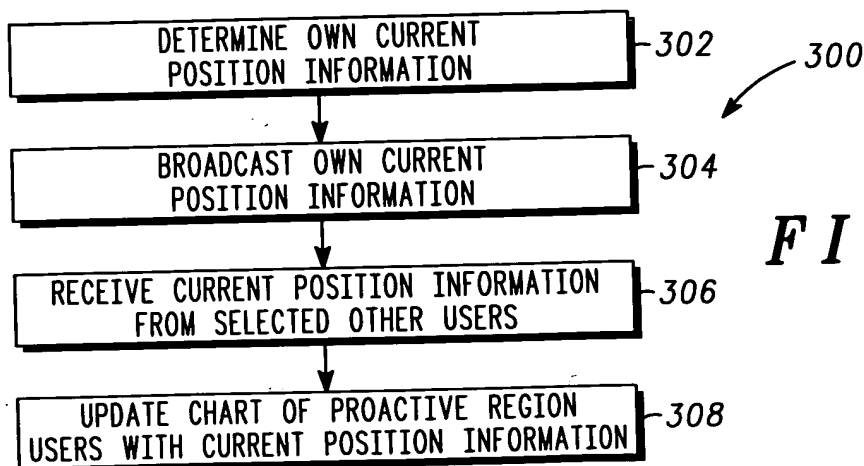 DETERMINE OWN CURRENT
POSITION INFORMATION
302
300
BROADCAST OWN CURRENT
POSITION INFORMATION
304
F I
RECEIVE CURRENT POSITION INFORMATION
FROM SELECTED OTHER USERS
306
UPDATE CHART OF PROACTIVE REGION
USERS WITH CURRENT POSITION INFORMATION
308